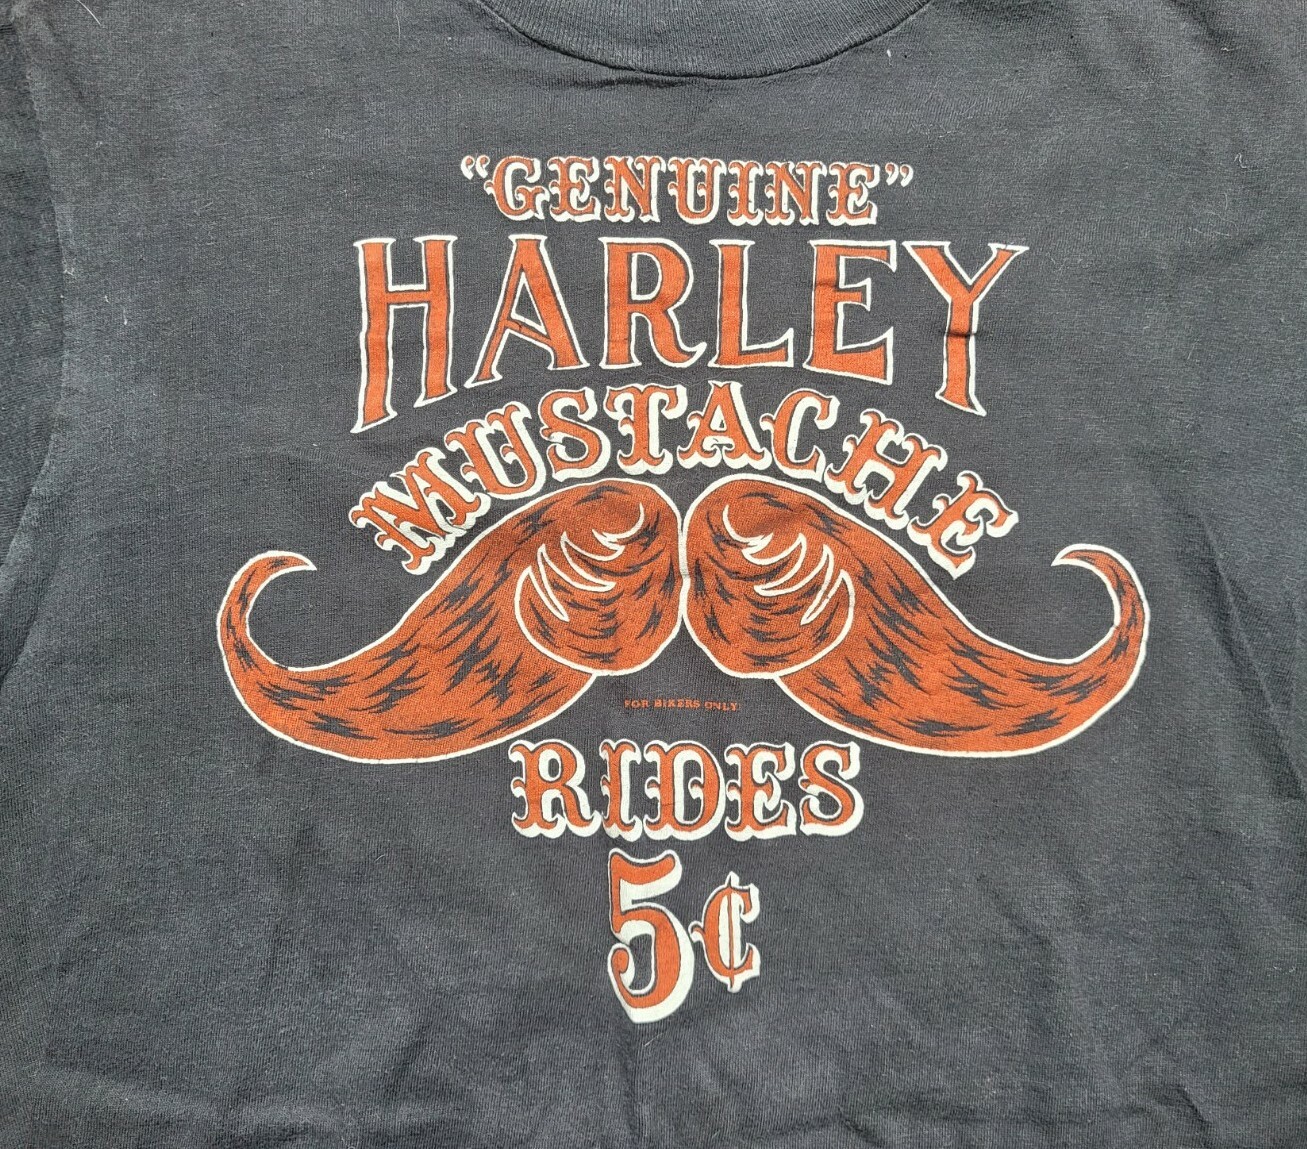 “GENUINE”
HARLEY
MUSTACHE
FOR BIKERS ONLY
RIDES
5¢